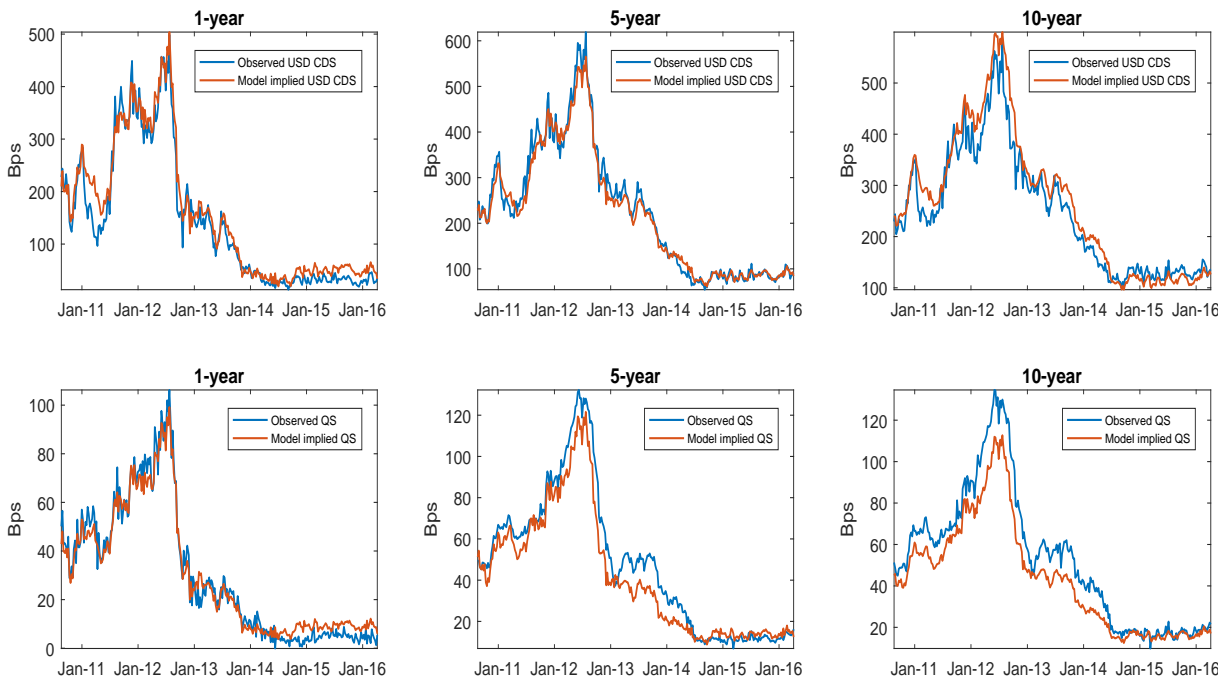 1-year
500
400
300
200
100
Bps
Observed USD CDS
Model implied USD CDS
Jan-11 Jan-12 Jan-13 Jan-14 Jan-15 Jan-16
5-year
600
500
400
300
200
100
Bps
Observed USD CDS
Model implied USD CDS
Jan-11 Jan-12 Jan-13 Jan-14 Jan-15 Jan-16
10-year
500
400
300
200
100
Bps
Observed USD CDS
Model implied USD CDS
Jan-11 Jan-12 Jan-13 Jan-14 Jan-15 Jan-16
1-year
100
80
60
40
20
0
Bps
Observed QS
Model implied QS
Jan-11 Jan-12 Jan-13 Jan-14 Jan-15 Jan-16
5-year
120
100
80
60
40
20
Bps
Observed QS
Model implied QS
Jan-11 Jan-12 Jan-13 Jan-14 Jan-15 Jan-16
10-year
120
100
80
60
40
20
Bps
Observed QS
Model implied QS
Jan-11 Jan-12 Jan-13 Jan-14 Jan-15 Jan-16